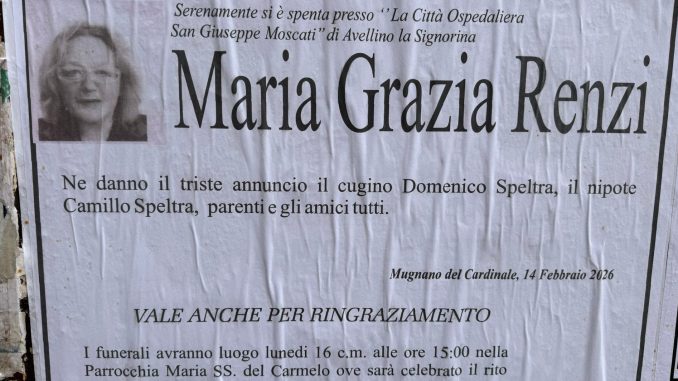 Serenamente si è spenta presso ‘’La Città Ospedaliera
San Giuseppe Moscati” di Avellino la Signorina
Maria Grazia Renzi
Ne danno il triste annuncio il cugino Domenico Speltra, il nipote
Camillo Speltra, parenti e gli amici tutti.
Mugnano del Cardinale, 14 Febbraio 2026
VALE ANCHE PER RINGRAZIAMENTO
I funerali avranno luogo lunedi 16 c.m. alle ore 15:00 nella
Parrocchia Maria SS. del Carmelo ove sarà celebrato il rito